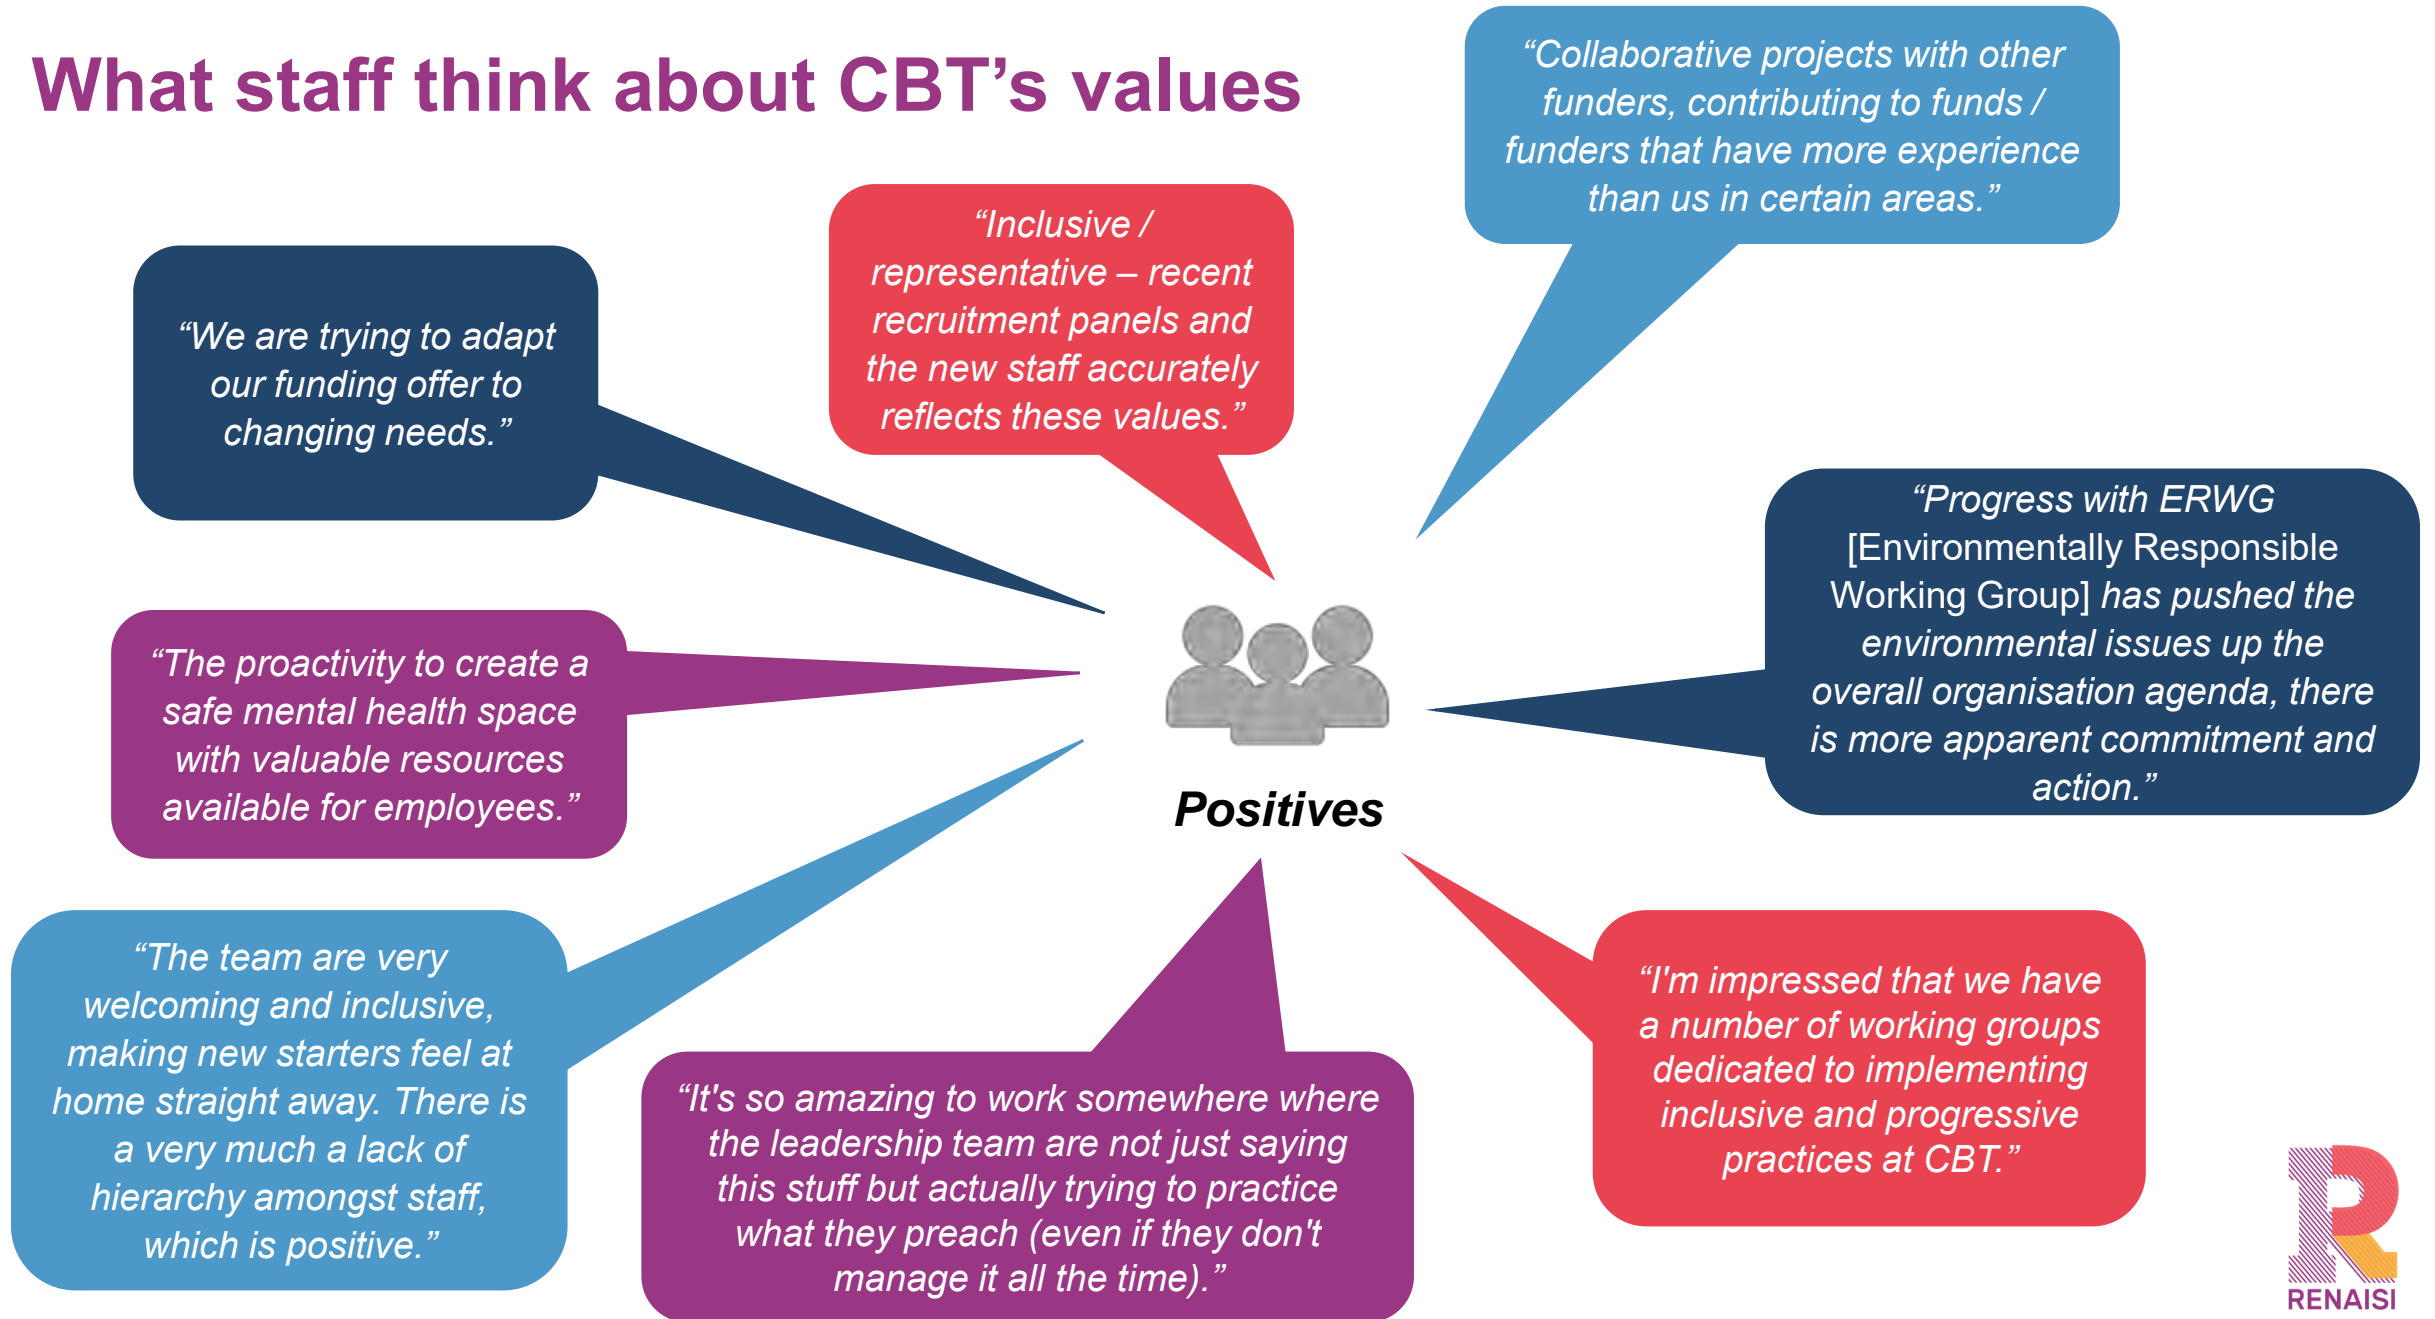 What staff think about CBT’s values
“Collaborative projects with other
funders, contributing to funds /
funders that have more experience
than us in certain areas.”
“Inclusive /
representative – recent
recruitment panels and
the new staff accurately
reflects these values.”
“We are trying to adapt
our funding offer to
changing needs.”
“Progress with ERWG
[Environmentally Responsible
Working Group] has pushed the
environmental issues up the
overall organisation agenda, there
is more apparent commitment and
action.”
“The proactivity to create a
safe mental health space
with valuable resources
available for employees.”
Positives
“The team are very
welcoming and inclusive,
making new starters feel at
home straight away. There is
a very much a lack of
hierarchy amongst staff,
which is positive.”
“It's so amazing to work somewhere where
the leadership team are not just saying
this stuff but actually trying to practice
what they preach (even if they don't
manage it all the time).”
“I'm impressed that we have
a number of working groups
dedicated to implementing
inclusive and progressive
practices at CBT.”
R
RENAISI